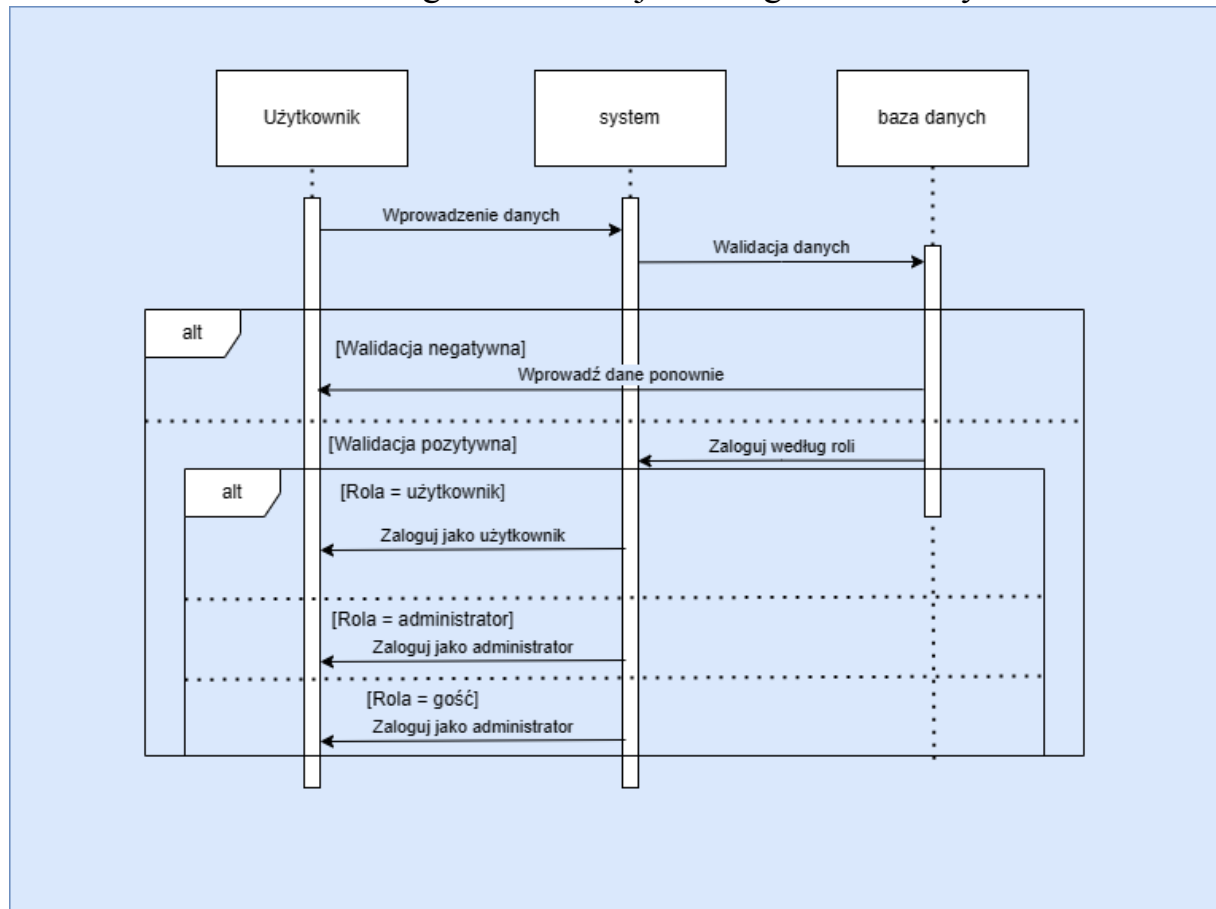 Użytkownik
system
baza danych
Wprowadzenie danych
Walidacja danych
alt
[Walidacja negatywna]
Wprowadź dane ponownie
[Walidacja pozytywna]
Zaloguj według roli
alt
[Rola = użytkownik]
Zaloguj jako użytkownik
[Rola = administrator]
Zaloguj jako administrator
[Rola = gość]
Zaloguj jako administrator